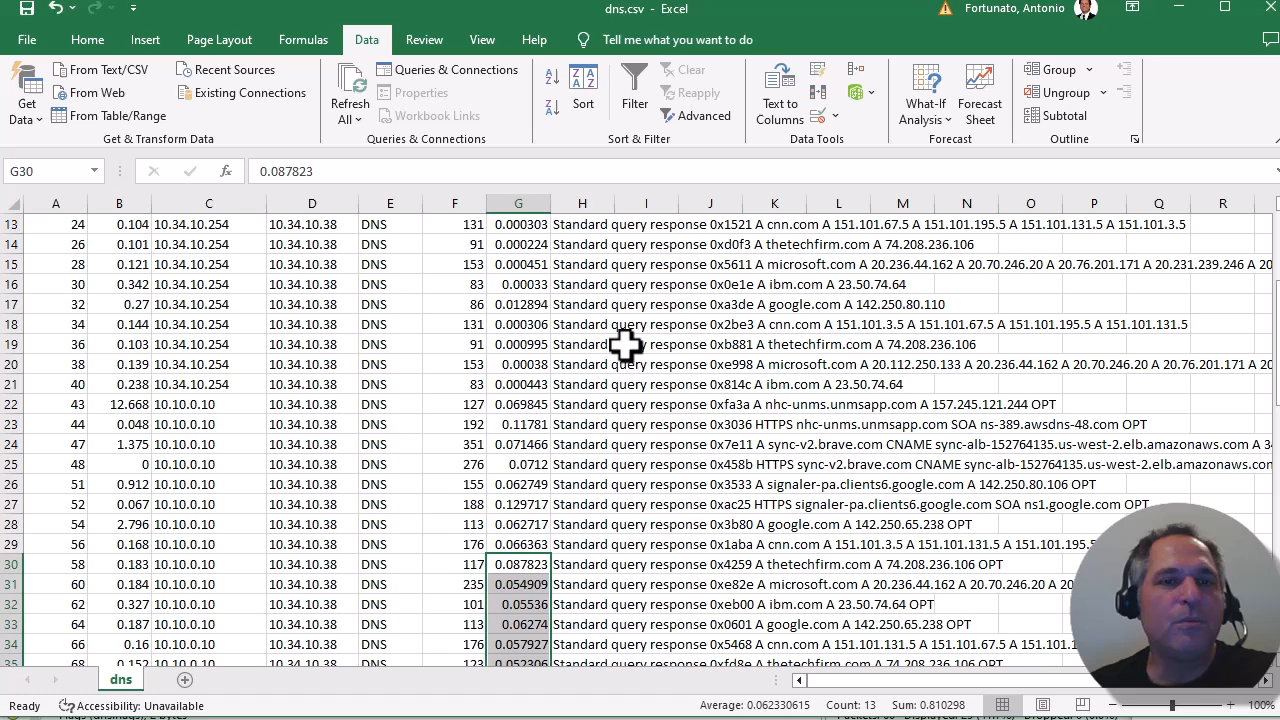 dns.csv - Excel
Fortunato, Antonio
File Home Insert Page Layout Formulas Data Review View Help Tell me what you want to do
Get Data
From Text/CSV
From Web
From Table/Range
Recent Sources
Existing Connections
Get & Transform Data
Refresh All
Queries & Connections
Properties
Workbook Links
Queries & Connections
Sort
Filter
Clear
Reapply
Advanced
Sort & Filter
Text to Columns
Data Tools
What-If Analysis
Forecast Sheet
Forecast
Group
Ungroup
Subtotal
Outline
G30 fx 0.087823
A B C D E F G H I J K L M N O P Q R
13 24 0.104 10.34.10.254 10.34.10.38 DNS 131 0.000303 Standard query response 0x1521 A cnn.com A 151.101.67.5 A 151.101.195.5 A 151.101.131.5 A 151.101.3.5
14 26 0.101 10.34.10.254 10.34.10.38 DNS 91 0.000224 Standard query response 0xd0f3 A thetechfirm.com A 74.208.236.106
15 28 0.121 10.34.10.254 10.34.10.38 DNS 153 0.000451 Standard query response 0x5611 A microsoft.com A 20.236.44.162 A 20.70.246.20 A 20.76.201.171 A 20.231.239.246 A 20
16 30 0.342 10.34.10.254 10.34.10.38 DNS 83 0.00033 Standard query response 0x0e1e A ibm.com A 23.50.74.64
17 32 0.27 10.34.10.254 10.34.10.38 DNS 86 0.012894 Standard query response 0xa3de A google.com A 142.250.80.110
18 34 0.144 10.34.10.254 10.34.10.38 DNS 131 0.000306 Standard query response 0x2be3 A cnn.com A 151.101.3.5 A 151.101.67.5 A 151.101.195.5 A 151.101.131.5
19 36 0.103 10.34.10.254 10.34.10.38 DNS 91 0.000995 Standard query response 0xb881 A thetechfirm.com A 74.208.236.106
20 38 0.139 10.34.10.254 10.34.10.38 DNS 153 0.00038 Standard query response 0xe998 A microsoft.com A 20.112.250.133 A 20.236.44.162 A 20.70.246.20 A 20.76.201.171 A 20
21 40 0.238 10.34.10.254 10.34.10.38 DNS 83 0.000443 Standard query response 0x814c A ibm.com A 23.50.74.64
22 43 12.668 10.10.0.10 10.34.10.38 DNS 127 0.069845 Standard query response 0xfa3a A nhc-unms.unmsapp.com A 157.245.121.244 OPT
23 44 0.048 10.10.0.10 10.34.10.38 DNS 192 0.11781 Standard query response 0x3036 HTTPS nhc-unms.unmsapp.com SOA ns-389.awsdns-48.com OPT
24 47 1.375 10.10.0.10 10.34.10.38 DNS 351 0.071466 Standard query response 0x7e11 A sync-v2.brave.com CNAME sync-alb-152764135.us-west-2.elb.amazonaws.com A 34
25 48 0 10.10.0.10 10.34.10.38 DNS 276 0.0712 Standard query response 0x458b HTTPS sync-v2.brave.com CNAME sync-alb-152764135.us-west-2.elb.amazonaws.com
26 51 0.912 10.10.0.10 10.34.10.38 DNS 155 0.062749 Standard query response 0x3533 A signaler-pa.clients6.google.com A 142.250.80.106 OPT
27 52 0.067 10.10.0.10 10.34.10.38 DNS 188 0.129717 Standard query response 0xac25 HTTPS signaler-pa.clients6.google.com SOA ns1.google.com OPT
28 54 2.796 10.10.0.10 10.34.10.38 DNS 113 0.062717 Standard query response 0x3b80 A google.com A 142.250.65.238 OPT
29 56 0.168 10.10.0.10 10.34.10.38 DNS 176 0.066363 Standard query response 0x1aba A cnn.com A 151.101.3.5 A 151.101.131.5 A 151.101.195.5
30 58 0.183 10.10.0.10 10.34.10.38 DNS 117 0.087823 Standard query response 0x4259 A thetechfirm.com A 74.208.236.106 OPT
31 60 0.184 10.10.0.10 10.34.10.38 DNS 235 0.054909 Standard query response 0xe82e A microsoft.com A 20.236.44.162 A 20.70.246.20 A 20
32 62 0.327 10.10.0.10 10.34.10.38 DNS 101 0.05536 Standard query response 0xeb00 A ibm.com A 23.50.74.64 OPT
33 64 0.187 10.10.0.10 10.34.10.38 DNS 113 0.06274 Standard query response 0x0601 A google.com A 142.250.65.238 OPT
34 66 0.16 10.10.0.10 10.34.10.38 DNS 176 0.057927 Standard query response 0x5468 A cnn.com A 151.101.131.5 A 151.101.67.5 A 151.101
35 68 0.152 10.10.0.10 10.34.10.38 DNS 123 0.052306 Standard query response 0xfd8e A thetechfirm.com A 74.208.236.106 OPT
dns
Ready Accessibility: Unavailable Average: 0.062330615 Count: 13 Sum: 0.810298 100%